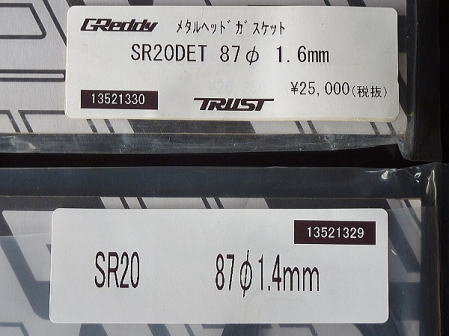 GReddy メタルヘッドガスケット
SR20DET 87φ 1.6mm
¥25,000(税抜)
13521330 TRUST
13521329
SR20 87φ1.4mm